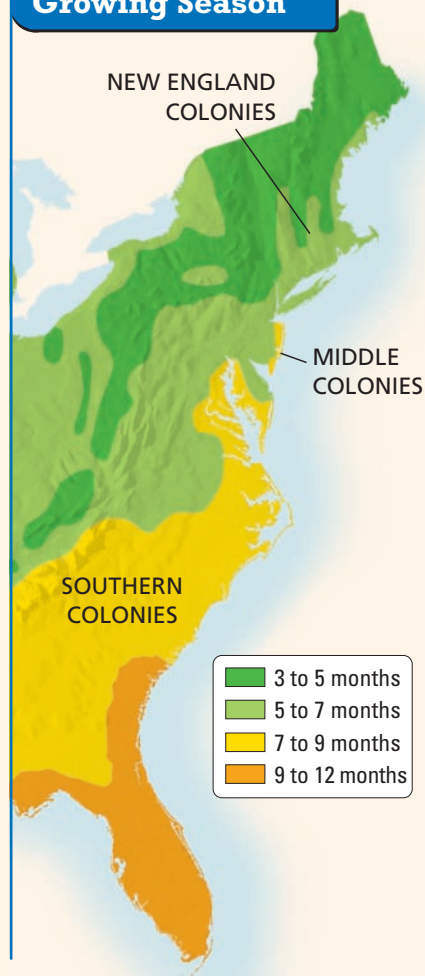 Growing Season
NEW ENGLAND
COLONIES
MIDDLE
COLONIES
SOUTHERN
COLONIES
3 to 5 months
5 to 7 months
7 to 9 months
9 to 12 months